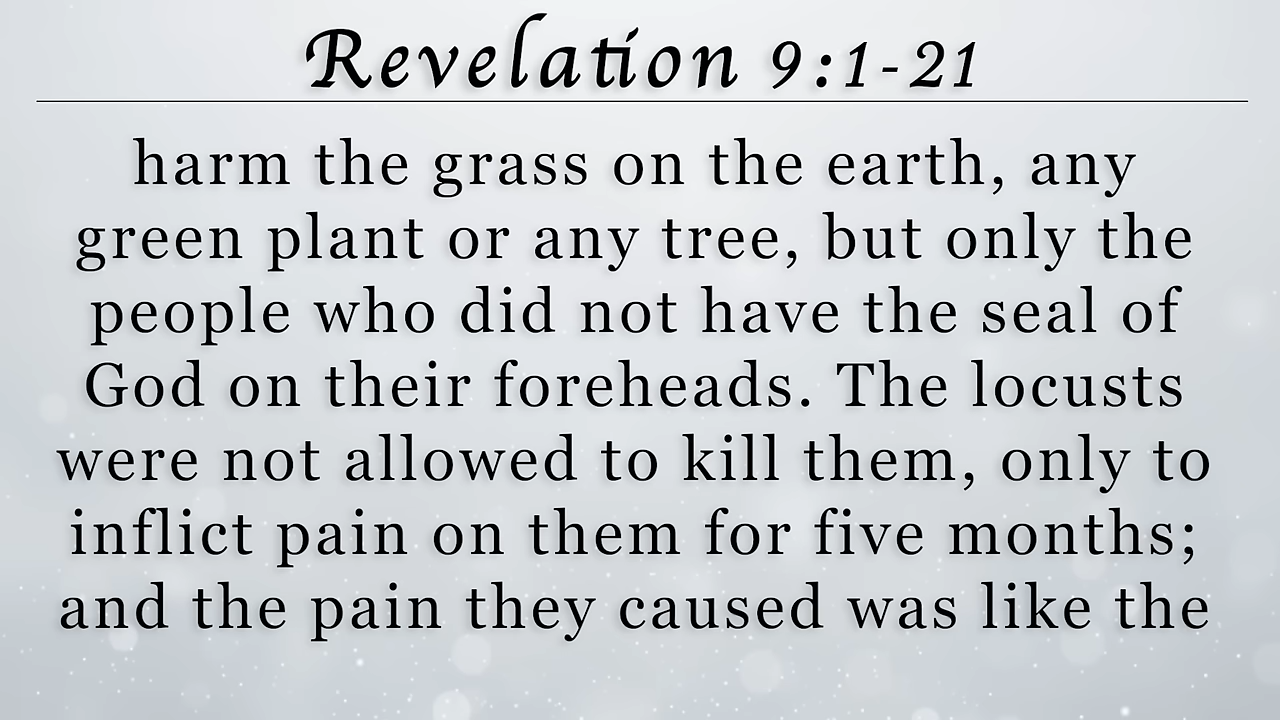 Revelation 9:1-21
harm the grass on the earth, any
green plant or any tree, but only the
people who did not have the seal of
God on their foreheads. The locusts
were not allowed to kill them, only to
inflict pain on them for five months;
and the pain they caused was like the